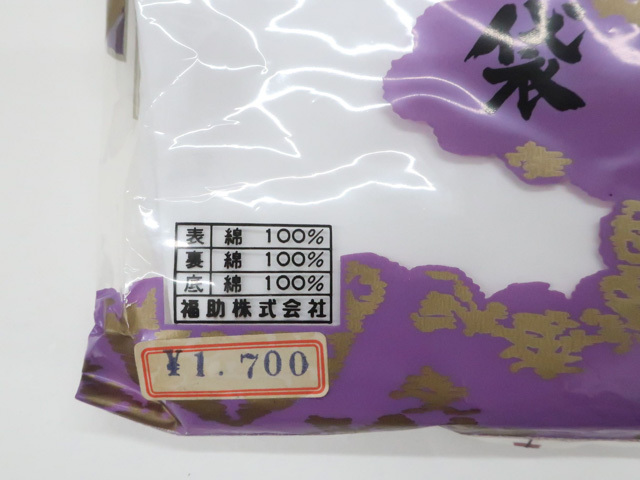 袋
表 綿 100%
裏 綿 100%
底 綿 100%
福助株式会社
¥1.700